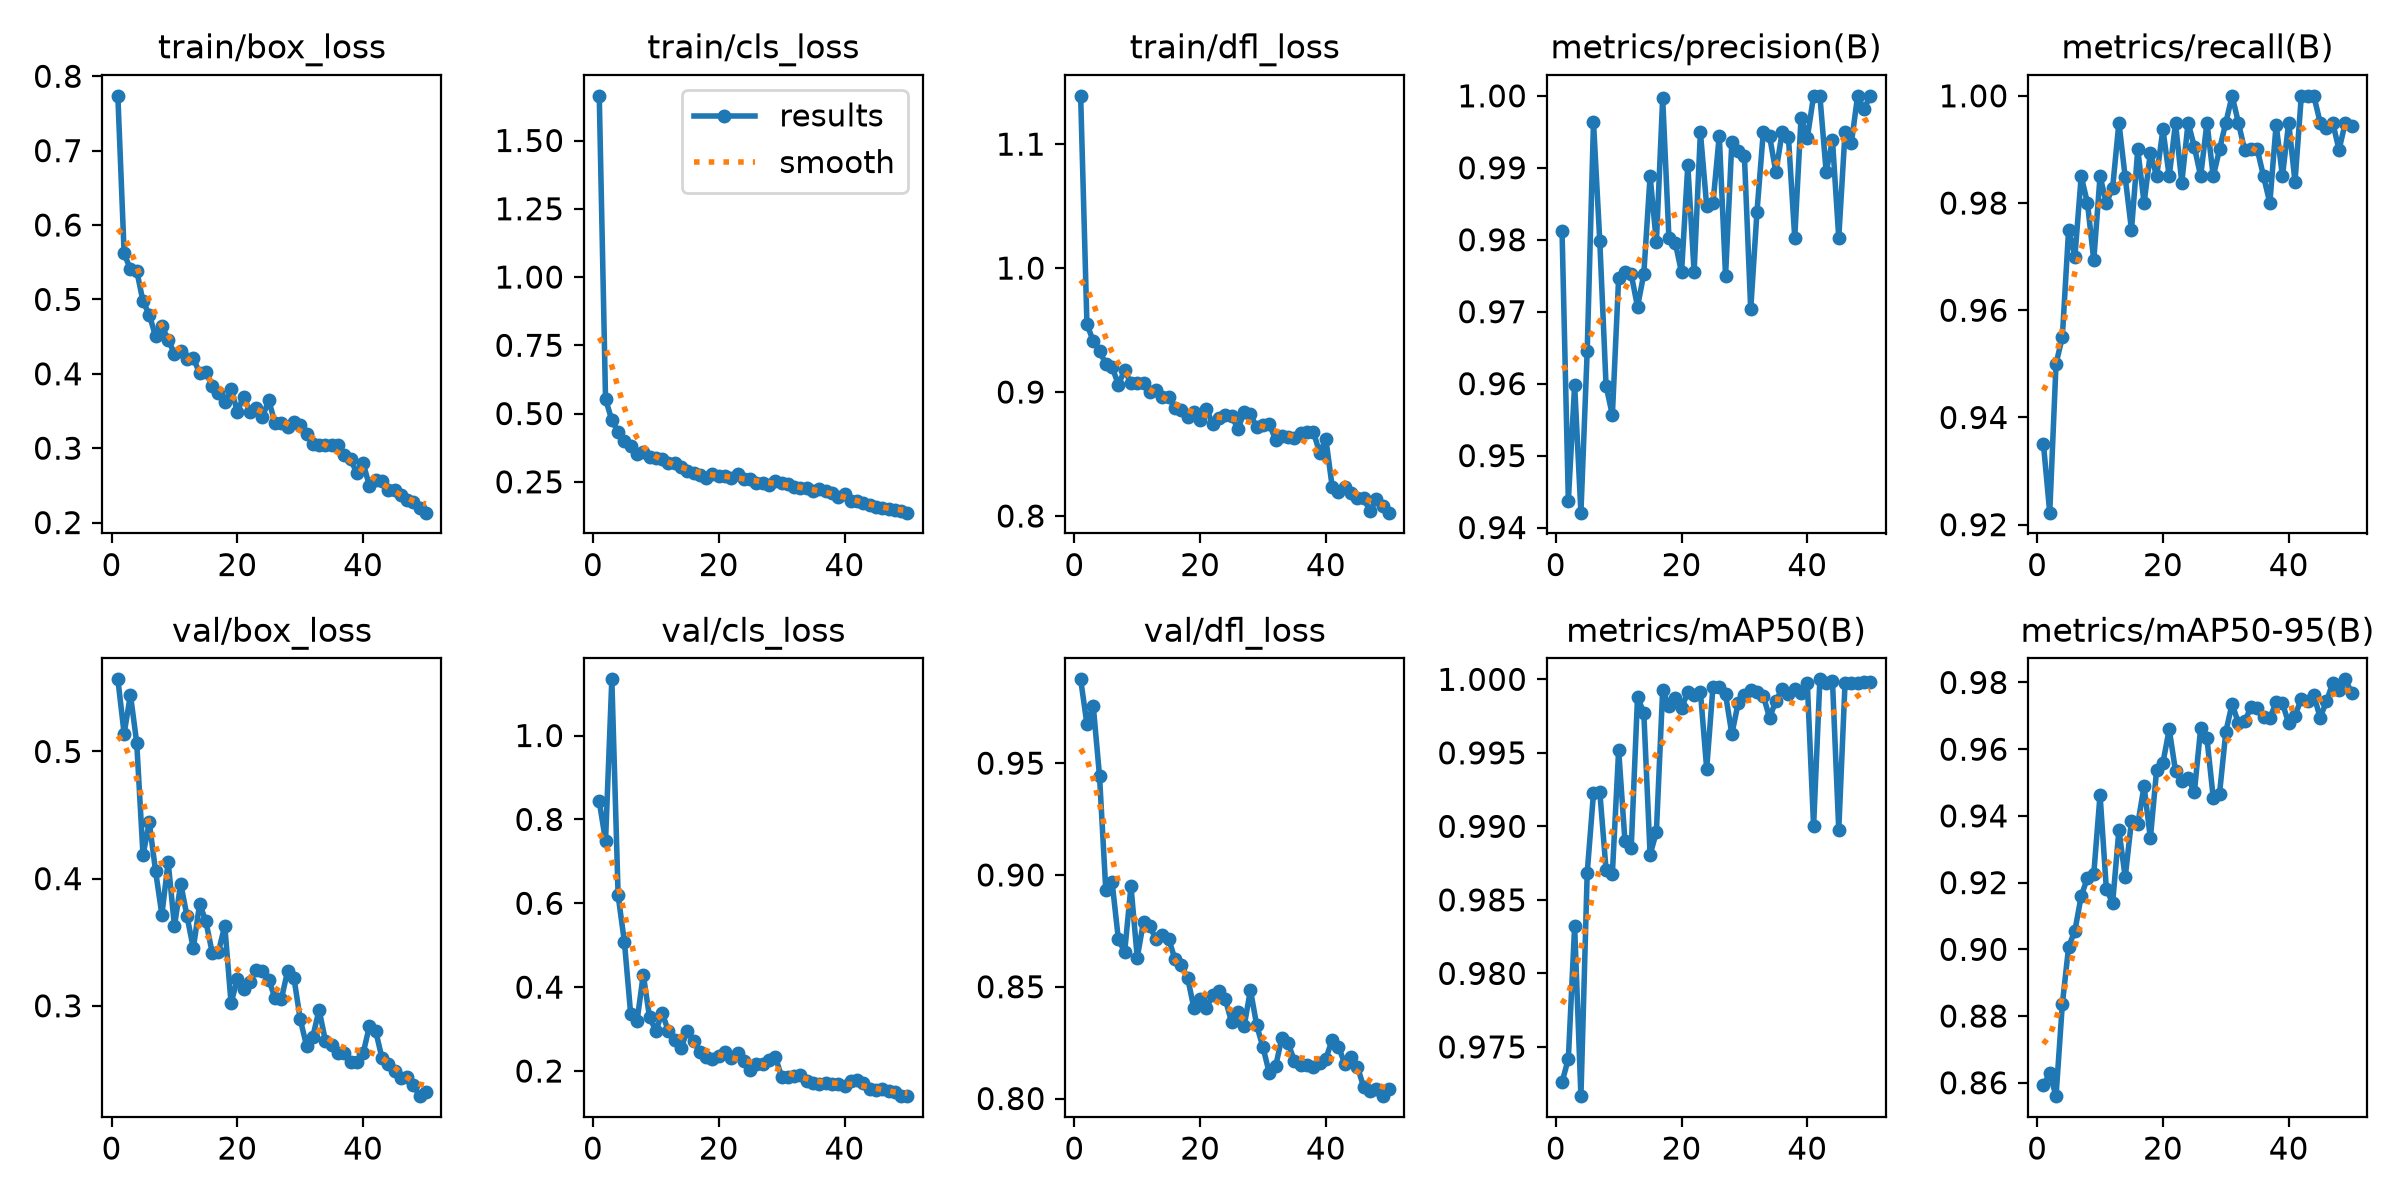 train/box_loss
train/cls_loss
train/dfl_loss
metrics/precision(B)
metrics/recall(B)
0.8
0.7
0.6
0.5
0.4
0.3
0.2
0 20 40
results
smooth
1.50
1.25
1.00
0.75
0.50
0.25
0 20 40
1.1
1.0
0.9
0.8
0 20 40
1.00
0.99
0.98
0.97
0.96
0.95
0.94
0 20 40
1.00
0.98
0.96
0.94
0.92
0 20 40
val/box_loss
val/cls_loss
val/dfl_loss
metrics/mAP50(B)
metrics/mAP50-95(B)
0.5
0.4
0.3
0 20 40
1.0
0.8
0.6
0.4
0.2
0 20 40
0.95
0.90
0.85
0.80
0 20 40
1.000
0.995
0.990
0.985
0.980
0.975
0 20 40
0.98
0.96
0.94
0.92
0.90
0.88
0.86
0 20 40